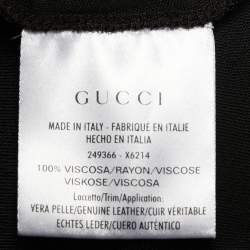 GUCCI
MADE IN ITALY - FABRIQUÉ EN ITALIE
HECHO EN ITALIA
249366 - X6214
100% VISCOSA/RAYON/VISCOSE
VISKOSE/VISCOSA
Laccetto/Trim/Application:
VERA PELLE/GENUINE LEATHER/CUIR VÉRITABLE
ECHTES LEDER/CUERO AUTÉNTICO